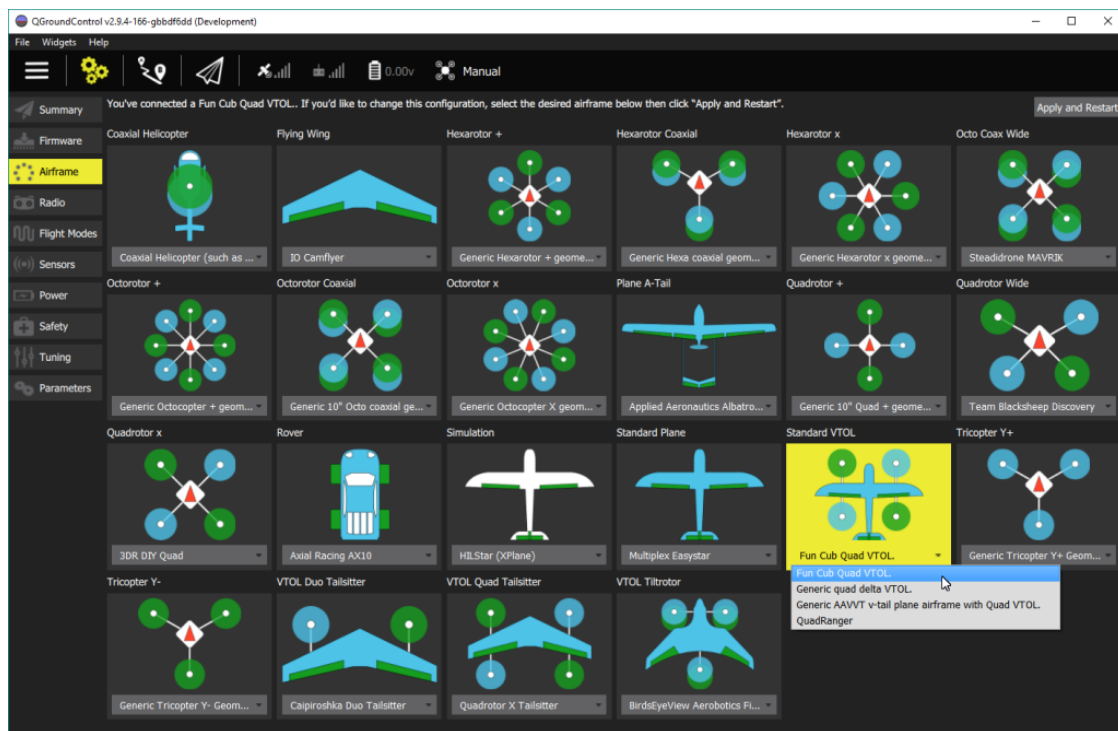 QGroundControl v2.9.4-166-gbbdf6dd (Development)
File Widgets Help
0.00v Manual
You've connected a Fun Cub Quad VTOL.. If you'd like to change this configuration, select the desired airframe below then click "Apply and Restart".
Apply and Restart
Summary
Firmware
Airframe
Radio
Flight Modes
Sensors
Power
Safety
Tuning
Parameters
Coaxial Helicopter Flying Wing Hexarotor + Hexarotor Coaxial Hexarotor x Octo Coax Wide
Coaxial Helicopter (such as ... IO Camflyer Generic Hexarotor + geome... Generic Hexa coaxial geom... Generic Hexarotor x geome... Steadidrone MAVRIK
Octorotor + Octorotor Coaxial Octorotor x Plane A-Tail Quadrotor + Quadrotor Wide
Generic Octocopter + geom... Generic 10" Octo coaxial ge... Generic Octocopter X geom... Applied Aeronautics Albatro... Generic 10" Quad + geome... Team Blacksheep Discovery
Quadrotor x Rover Simulation Standard Plane Standard VTOL Tricopter Y+
3DR DIY Quad Axial Racing AX10 HILStar (XPlane) Multiplex Easystar Fun Cub Quad VTOL. Generic Tricopter Y+ Geom...
Fun Cub Quad VTOL.
Generic quad delta VTOL.
Generic AAVVT v-tail plane airframe with Quad VTOL.
QuadRanger
Tricopter Y- VTOL Duo Tailsitter VTOL Quad Tailsitter VTOL Tiltrotor
Generic Tricopter Y- Geom... Caipiroshka Duo Tailsitter Quadrotor X Tailsitter BirdsEyeView Aerobotics Fi...